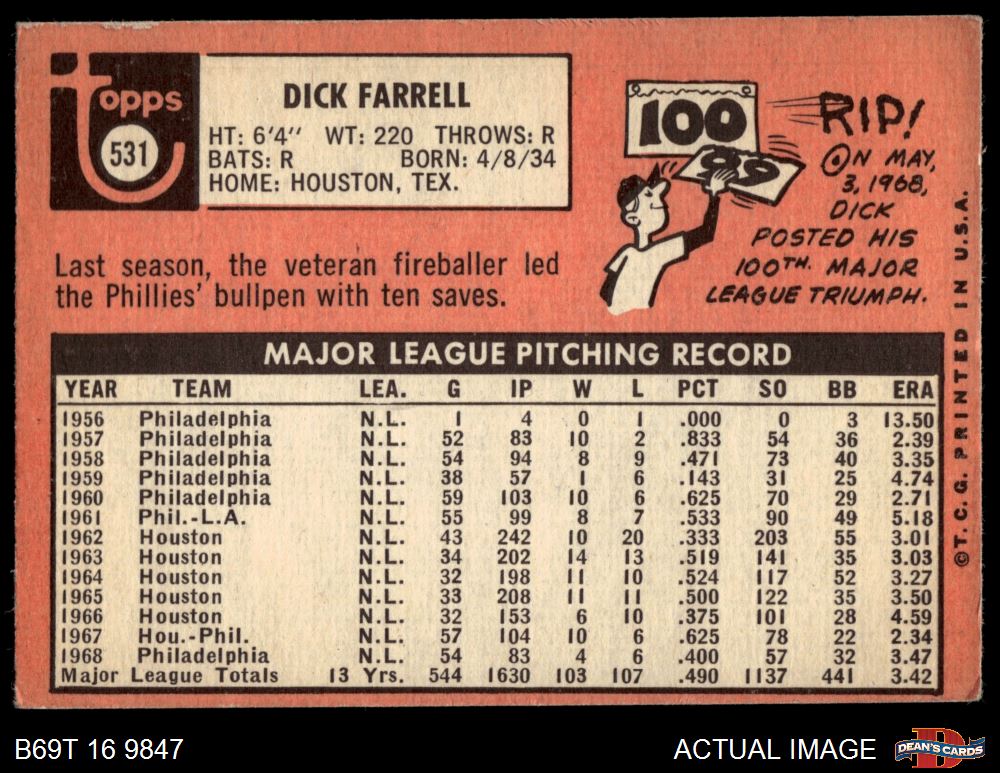 Topps
531
DICK FARRELL
HT: 6'4" WT: 220 THROWS: R
BATS: R BORN: 4/8/34
HOME: HOUSTON, TEX.
Last season, the veteran fireballer led
the Phillies' bullpen with ten saves.
100
99
RIP!
ON MAY,
3, 1968,
DICK
POSTED HIS
100TH. MAJOR
LEAGUE TRIUMPH.
©T.C.G. PRINTED IN U.S.A.
MAJOR LEAGUE PITCHING RECORD
YEAR TEAM LEA. G IP W L PCT SO BB ERA
1956 Philadelphia N.L. 1 4 0 1 .000 0 3 13.50
1957 Philadelphia N.L. 52 83 10 2 .833 54 36 2.39
1958 Philadelphia N.L. 54 94 8 9 .471 73 40 3.35
1959 Philadelphia N.L. 38 57 1 6 .143 31 25 4.74
1960 Philadelphia N.L. 59 103 10 6 .625 70 29 2.71
1961 Phil.-L.A. N.L. 55 99 8 7 .533 90 49 5.18
1962 Houston N.L. 43 242 10 20 .333 203 55 3.01
1963 Houston N.L. 34 202 14 13 .519 141 35 3.03
1964 Houston N.L. 32 198 11 10 .524 117 52 3.27
1965 Houston N.L. 33 208 11 11 .500 122 35 3.50
1966 Houston N.L. 32 153 6 10 .375 101 28 4.59
1967 Hou.-Phil. N.L. 57 104 10 6 .625 78 22 2.34
1968 Philadelphia N.L. 54 83 4 6 .400 57 32 3.47
Major League Totals 13 Yrs. 544 1630 103 107 .490 1137 441 3.42
B69T 16 9847
ACTUAL IMAGE
D
DEAN'S CARDS